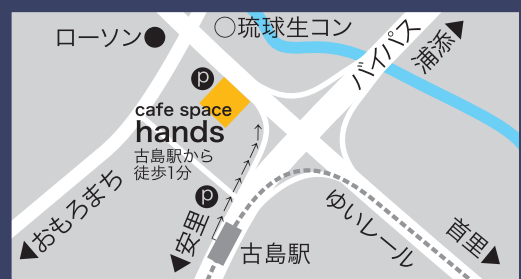 ローソン●
○琉球生コン
バイパス
浦添
P
cafe space
hands
古島駅から
徒歩1分
P
おもろまち
安里
古島駅
ゆいレール
首里